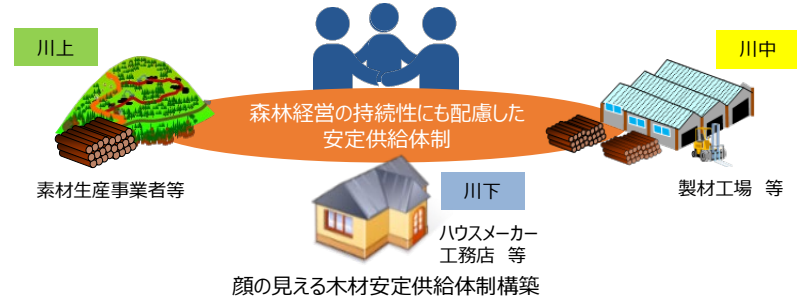 川上
川中
森林経営の持続性にも配慮した
安定供給体制
素材生産事業者等
製材工場　等
川下
ハウスメーカー
工務店　等
顔の見える木材安定供給体制構築